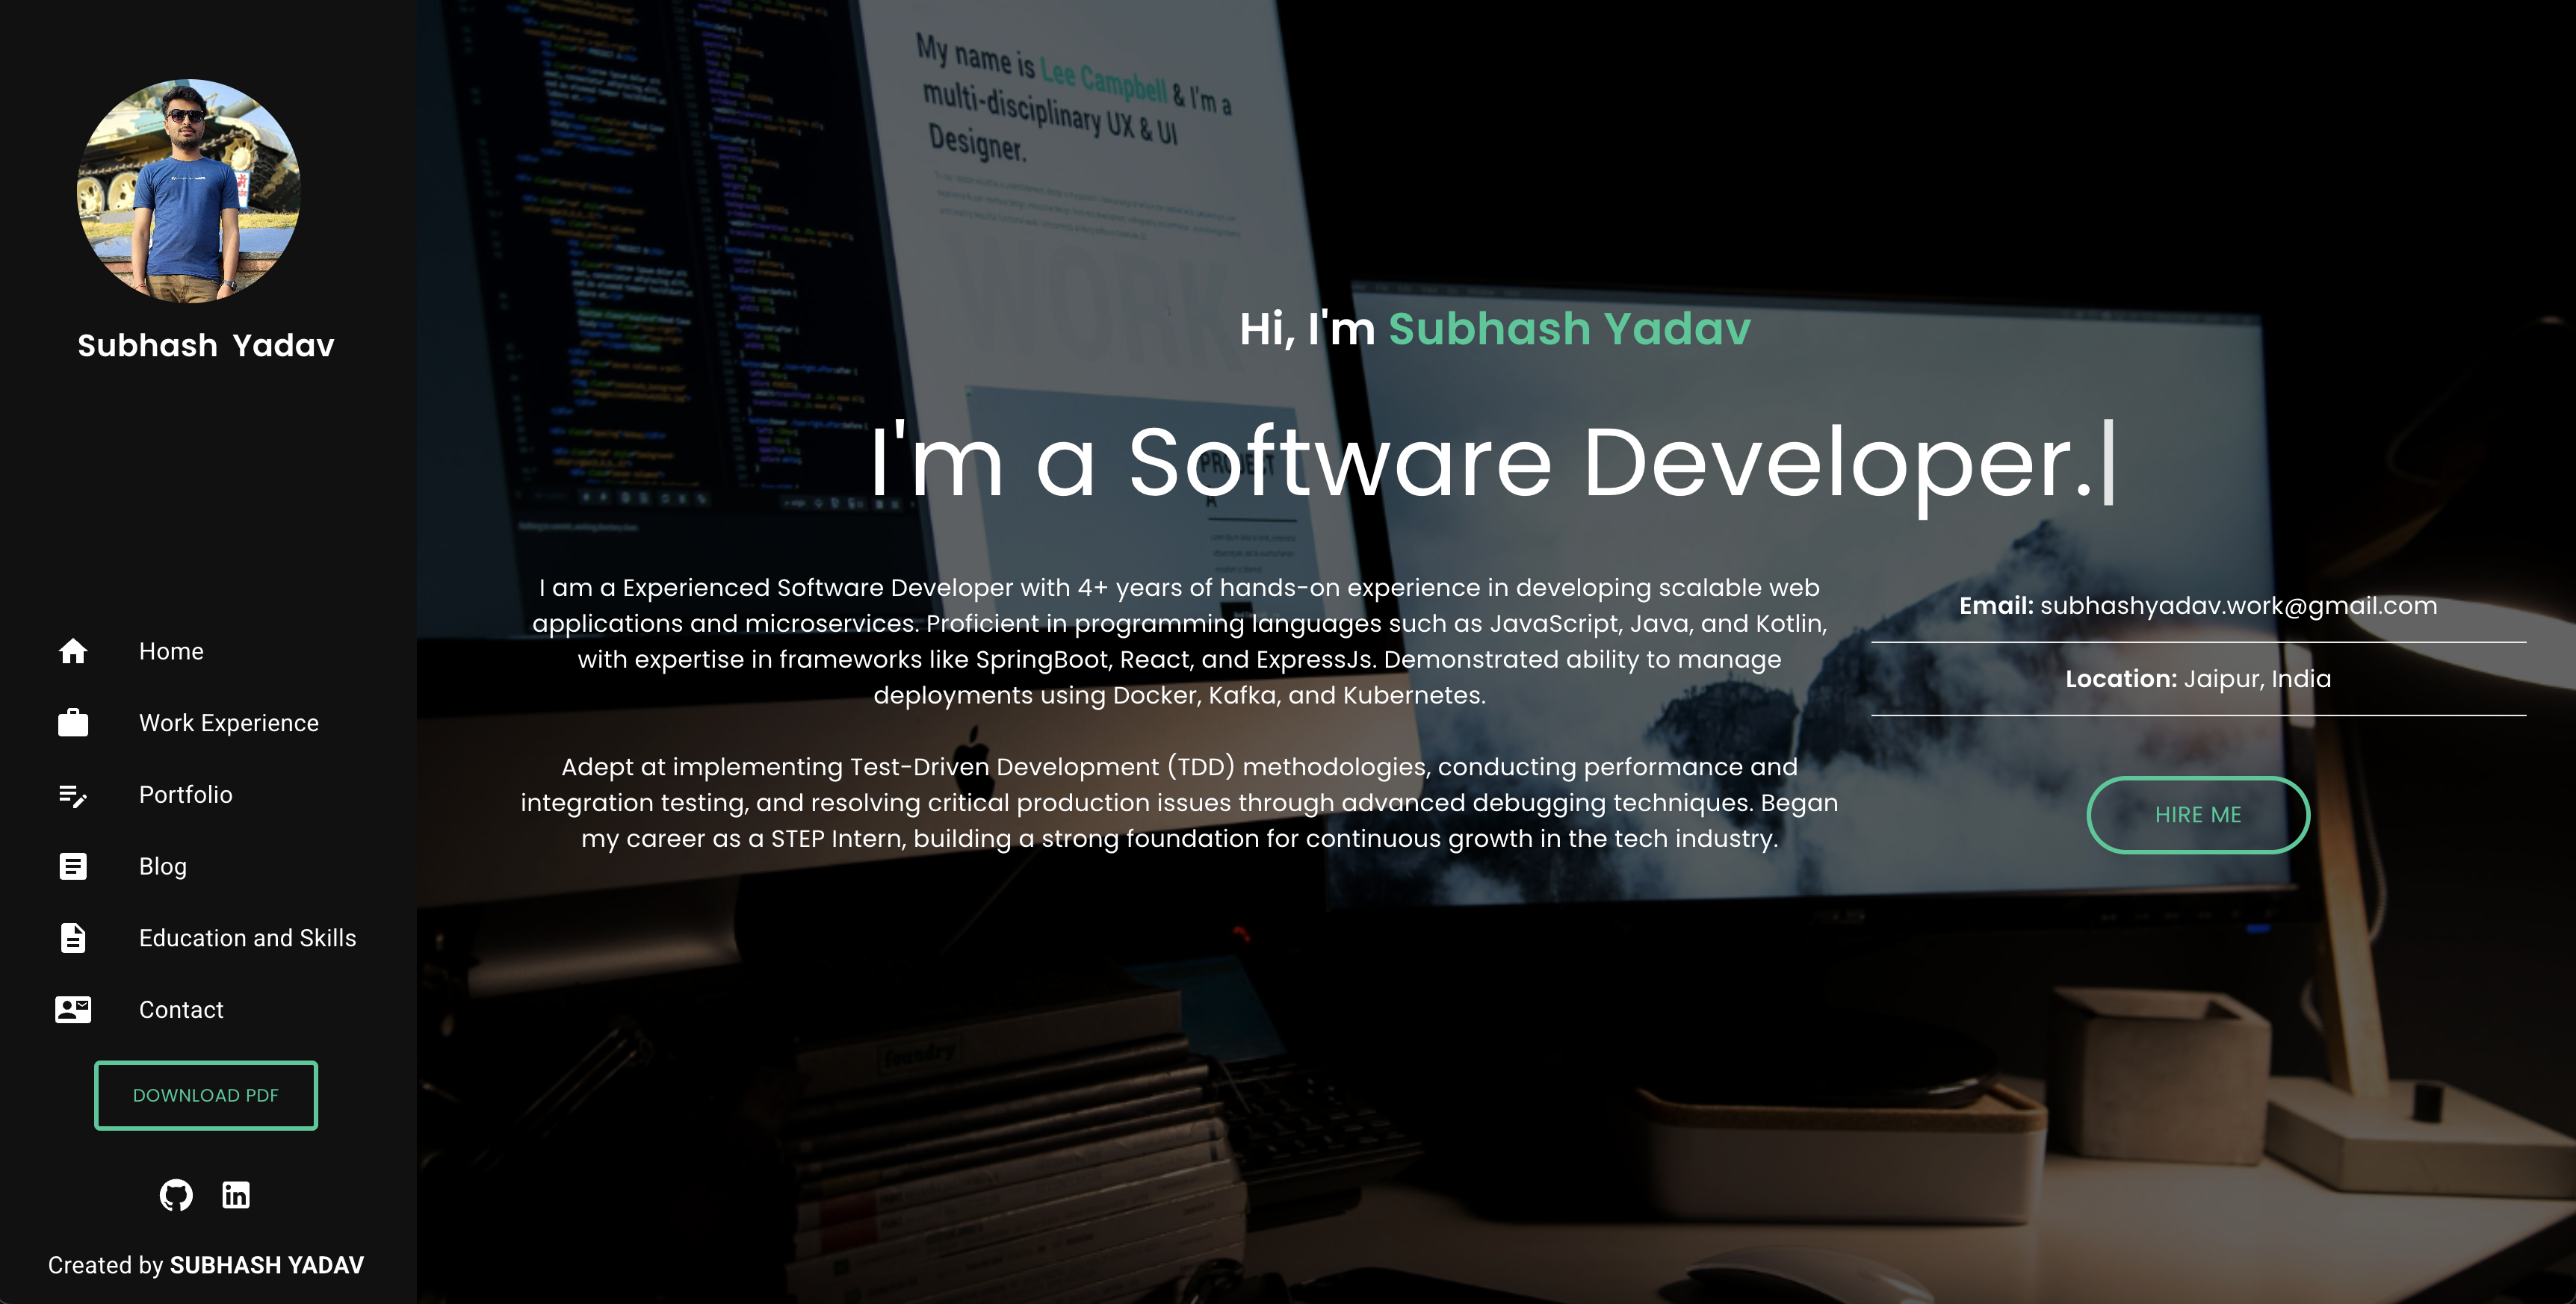 Subhash Yadav
Home
Work Experience
Portfolio
Blog
Education and Skills
Contact
DOWNLOAD PDF
Created by SUBHASH YADAV
My name is Lee Campbell & I'm a
multi-disciplinary UX & UI
Designer.
WORK
PROJECT
A
Hi, I'm Subhash Yadav
I'm a Software Developer.
I am a Experienced Software Developer with 4+ years of hands-on experience in developing scalable web
applications and microservices. Proficient in programming languages such as JavaScript, Java, and Kotlin,
with expertise in frameworks like SpringBoot, React, and ExpressJs. Demonstrated ability to manage
deployments using Docker, Kafka, and Kubernetes.
Adept at implementing Test-Driven Development (TDD) methodologies, conducting performance and
integration testing, and resolving critical production issues through advanced debugging techniques. Began
my career as a STEP Intern, building a strong foundation for continuous growth in the tech industry.
Email: subhashyadav.work@gmail.com
Location: Jaipur, India
HIRE ME
foundry